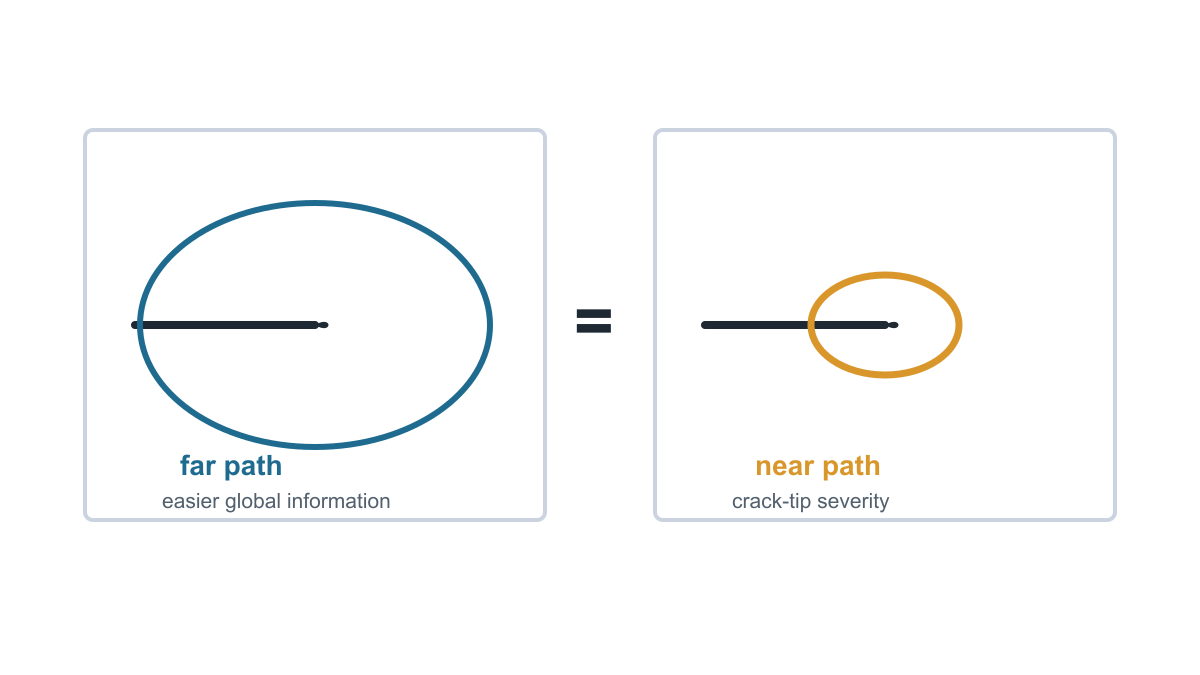 far path
easier global information
=
near path
crack-tip severity